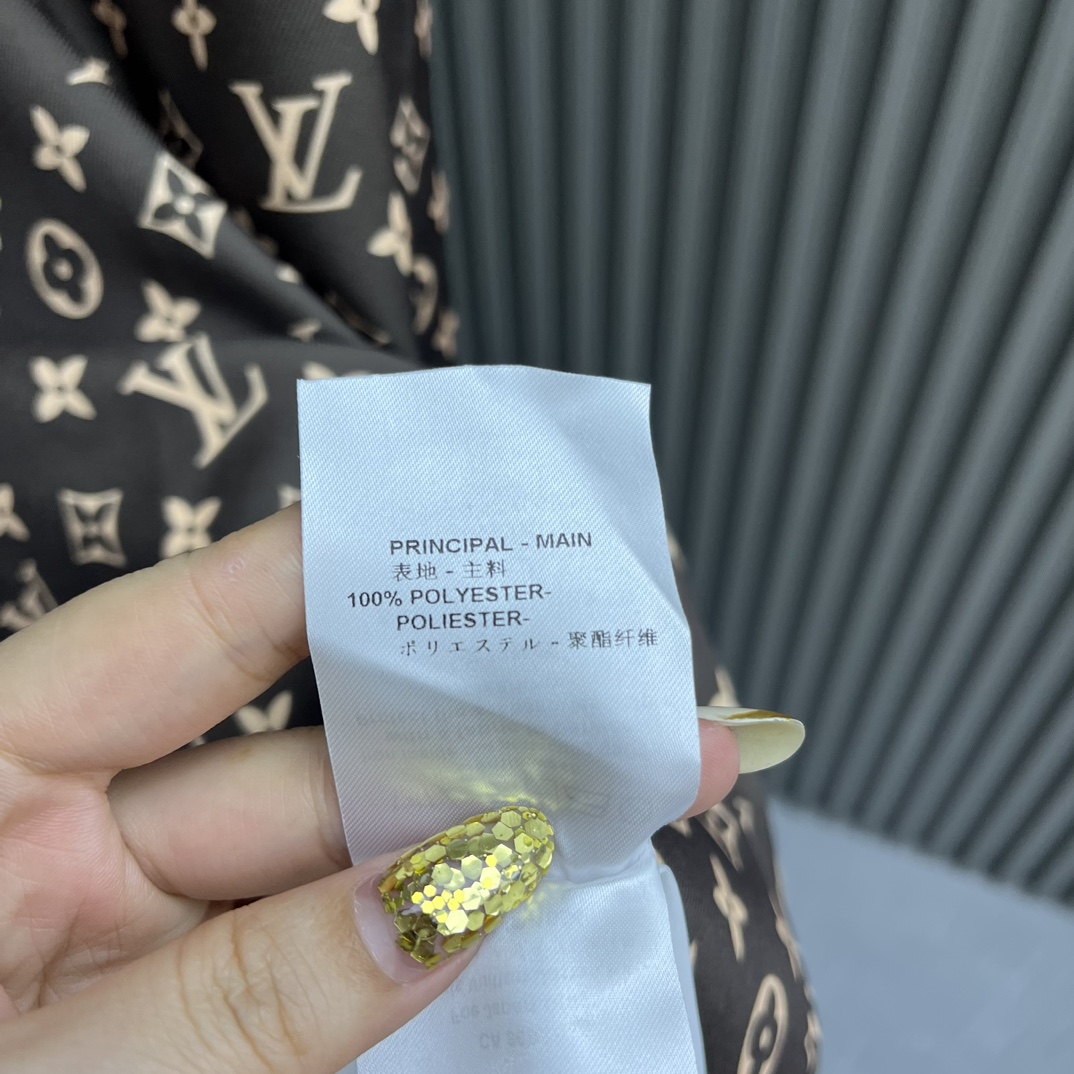 PRINCIPAL - MAIN
表地 - 主料
100% POLYESTER-
POLIESTER-
ポリエステル - 聚酯纤维